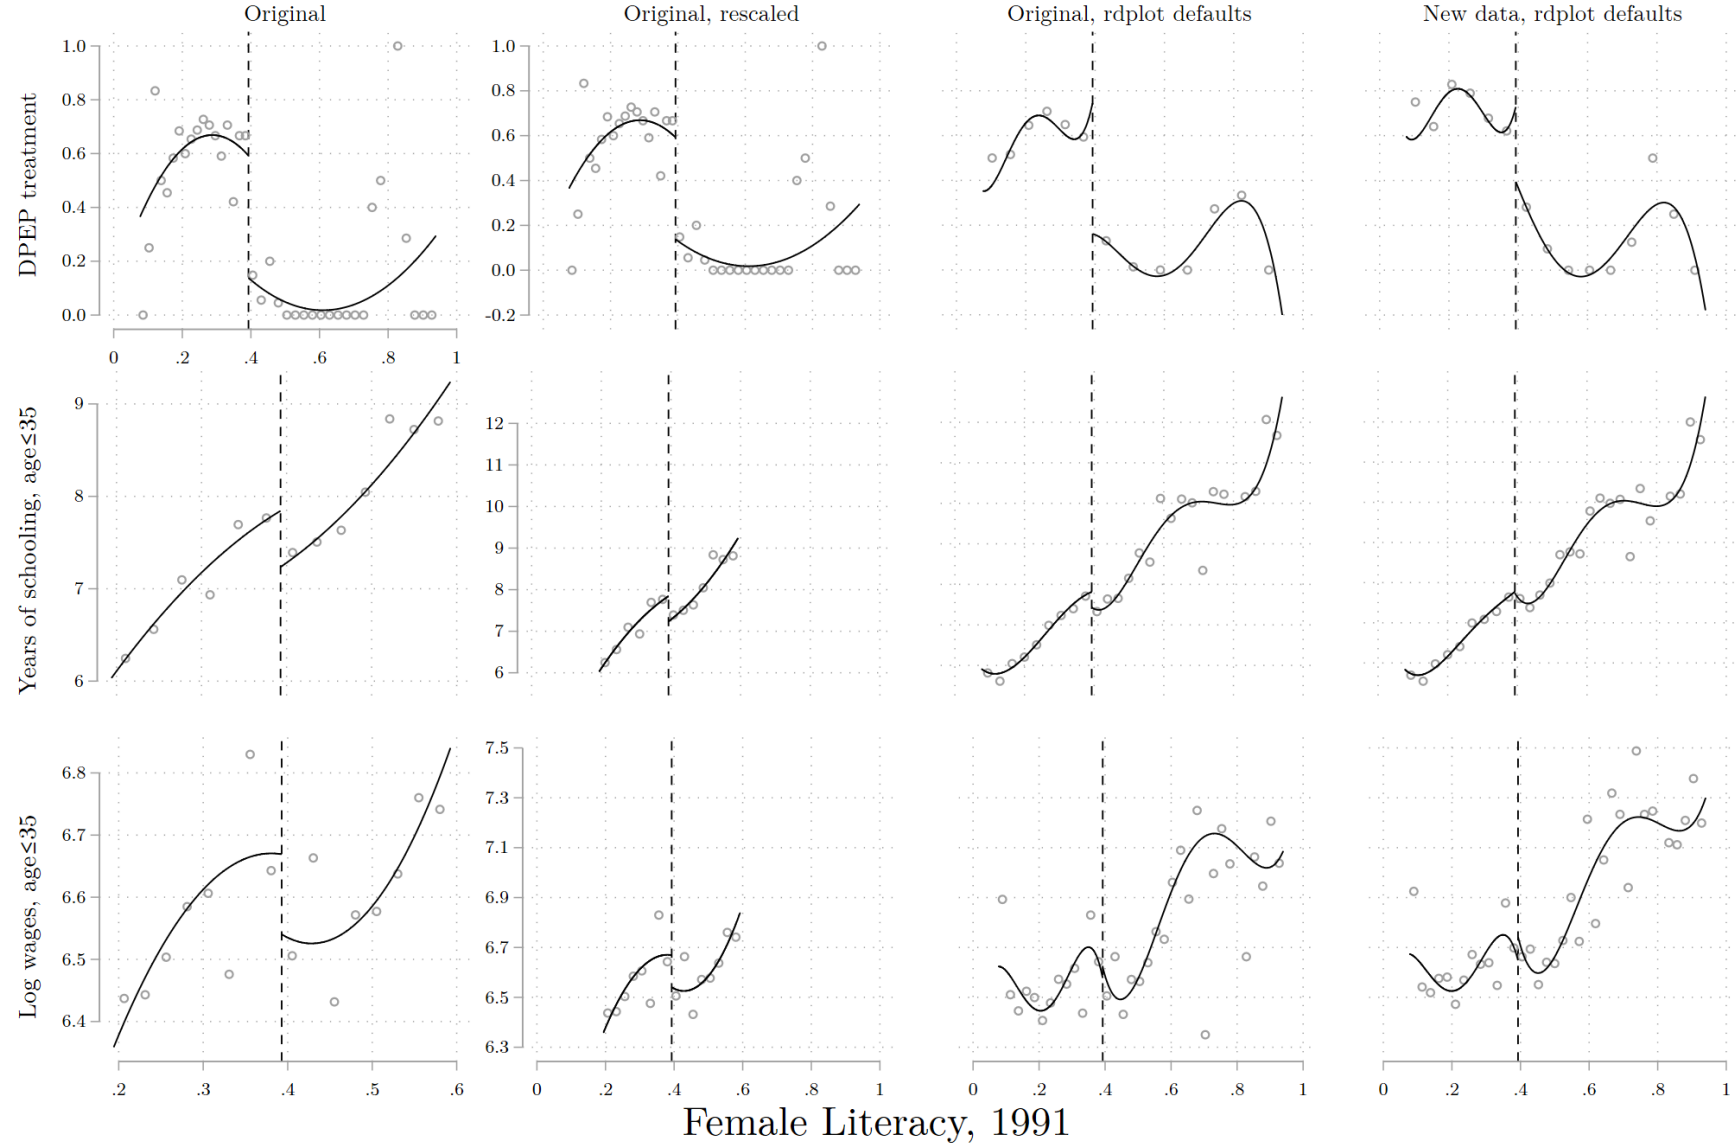 Original
Original, rescaled
Original, rdplot defaults
New data, rdplot defaults
DPEP treatment
1.0
0.8
0.6
0.4
0.2
0.0
0 .2 .4 .6 .8 1
1.0
0.8
0.6
0.4
0.2
0.0
-0.2
Years of schooling, age≤35
9
8
7
6
12
11
10
9
8
7
6
Log wages, age≤35
6.8
6.7
6.6
6.5
6.4
.2 .3 .4 .5 .6
7.5
7.3
7.1
6.9
6.7
6.5
6.3
0 .2 .4 .6 .8 1
0 .2 .4 .6 .8 1
0 .2 .4 .6 .8 1
Female Literacy, 1991